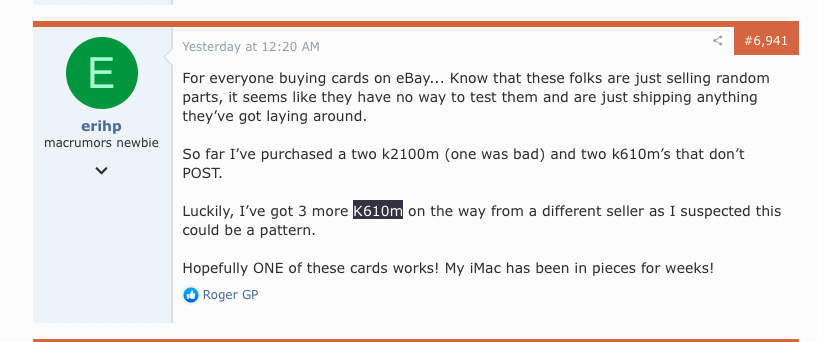 Yesterday at 12:20 AM
#6,941
E
erihp
macrumors newbie
For everyone buying cards on eBay... Know that these folks are just selling random
parts, it seems like they have no way to test them and are just shipping anything
they’ve got laying around.
So far I’ve purchased a two k2100m (one was bad) and two k610m’s that don’t
POST.
Luckily, I’ve got 3 more K610m on the way from a different seller as I suspected this
could be a pattern.
Hopefully ONE of these cards works! My iMac has been in pieces for weeks!
Roger GP